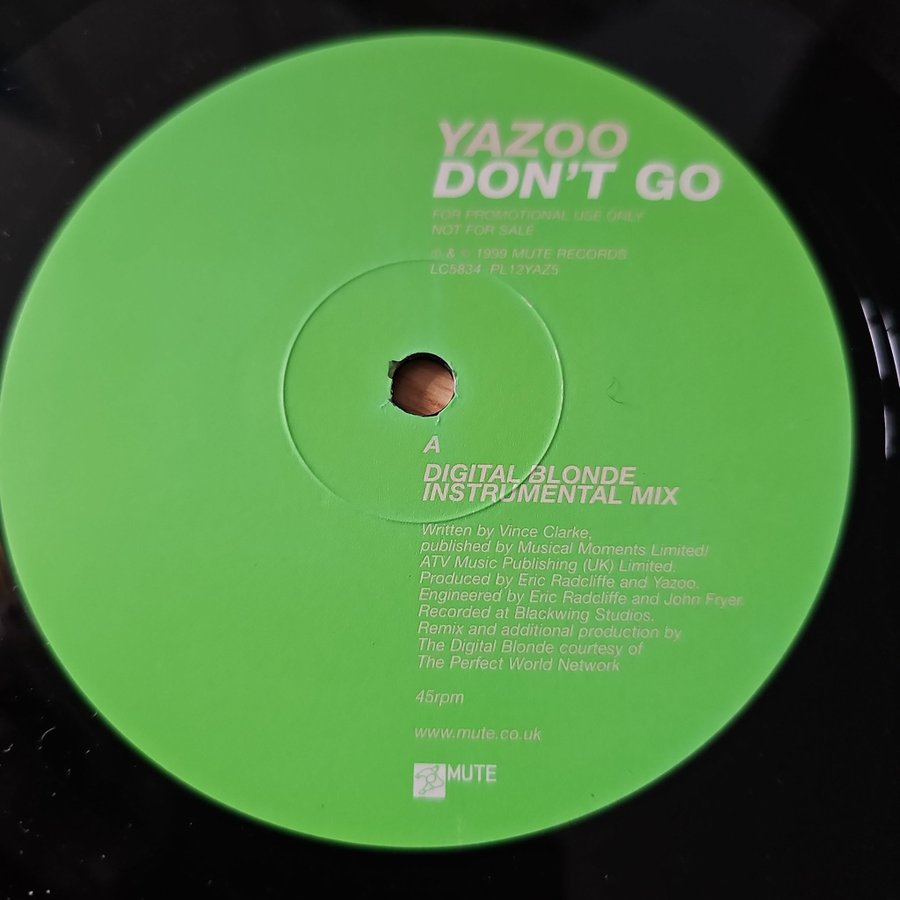 YAZOO
DON'T GO
FOR PROMOTIONAL USE ONLY
NOT FOR SALE
℗ & © 1999 MUTE RECORDS
LC5834 PL12YAZ5
A
DIGITAL BLONDE
INSTRUMENTAL MIX
Written by Vince Clarke,
published by Musical Moments Limited/
ATV Music Publishing (UK) Limited.
Produced by Eric Radcliffe and Yazoo.
Engineered by Eric Radcliffe and John Fryer.
Recorded at Blackwing Studios.
Remix and additional production by
The Digital Blonde courtesy of
The Perfect World Network
45rpm
www.mute.co.uk
MUTE